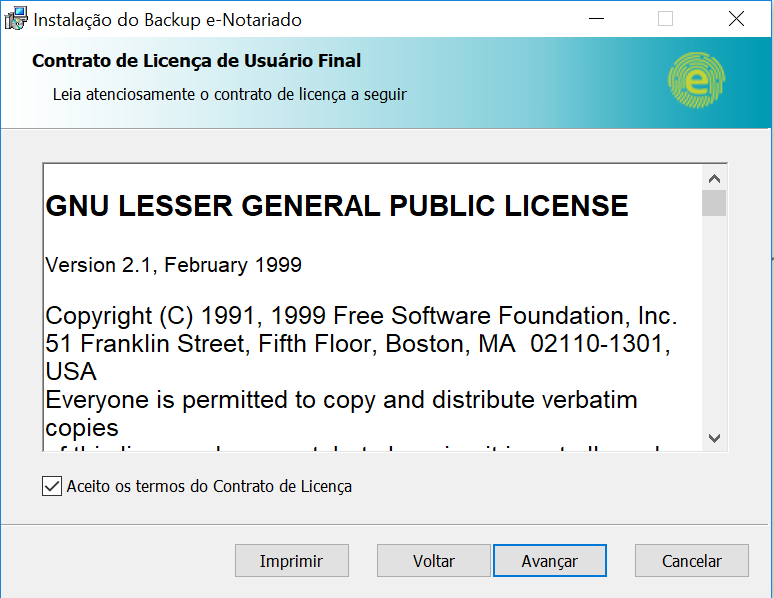 Instalação do Backup e-Notariado
Contrato de Licença de Usuário Final
Leia atenciosamente o contrato de licença a seguir
e
GNU LESSER GENERAL PUBLIC LICENSE
Version 2.1, February 1999
Copyright (C) 1991, 1999 Free Software Foundation, Inc.
51 Franklin Street, Fifth Floor, Boston, MA  02110-1301,
USA
Everyone is permitted to copy and distribute verbatim
copies
Aceito os termos do Contrato de Licença
Imprimir
Voltar
Avançar
Cancelar